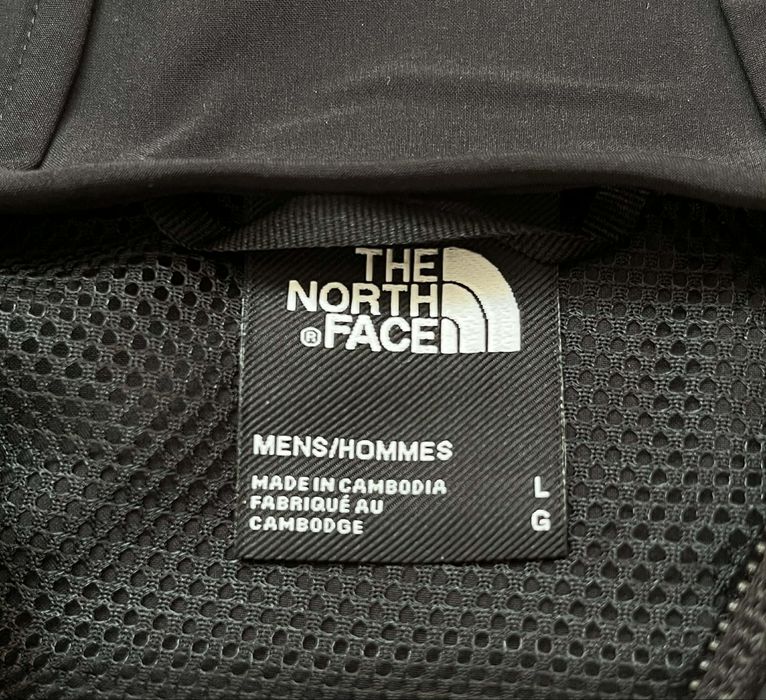 THE
NORTH
®FACE
MENS/HOMMES
MADE IN CAMBODIA L
FABRIQUÉ AU
CAMBODGE G